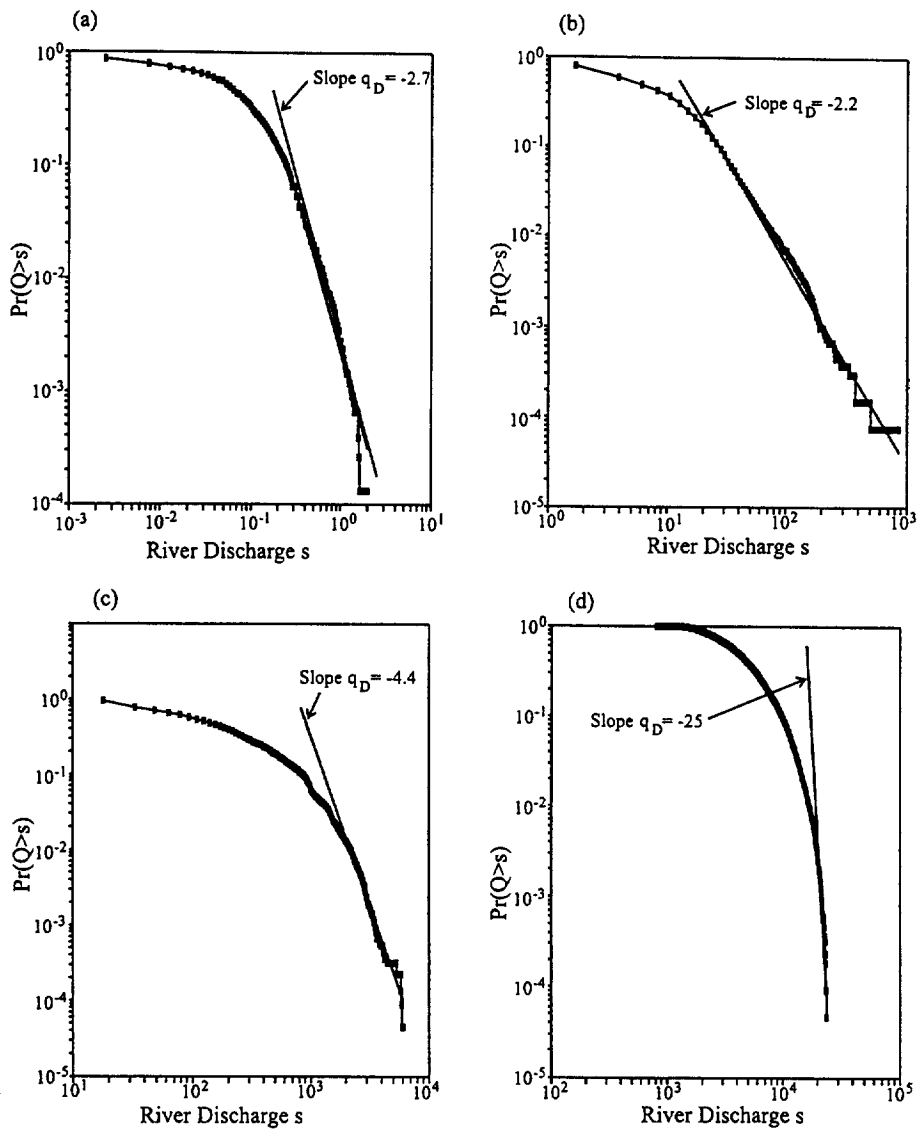 (a)
10^0
10^-1
10^-2
10^-3
10^-4
Pr(Q>s)
Slope q_D= -2.7
10^-3
10^-2
10^-1
10^0
10^1
River Discharge s
(b)
10^0
10^-1
10^-2
10^-3
10^-4
10^-5
Pr(Q>s)
Slope q_D= -2.2
10^0
10^1
10^2
10^3
River Discharge s
(c)
10^0
10^-1
10^-2
10^-3
10^-4
10^-5
Pr(Q>s)
Slope q_D= -4.4
10^1
10^2
10^3
10^4
River Discharge s
(d)
10^0
10^-1
10^-2
10^-3
10^-4
10^-5
Pr(Q>s)
Slope q_D= -25
10^2
10^3
10^4
10^5
River Discharge s